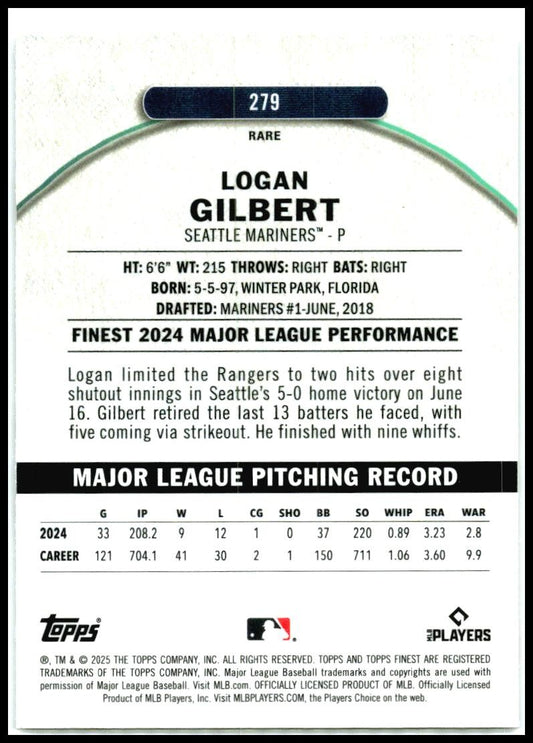 279
RARE
LOGAN
GILBERT
SEATTLE MARINERS™ - P
HT: 6'6" WT: 215 THROWS: RIGHT BATS: RIGHT
BORN: 5-5-97, WINTER PARK, FLORIDA
DRAFTED: MARINERS #1-JUNE, 2018
FINEST 2024 MAJOR LEAGUE PERFORMANCE
Logan limited the Rangers to two hits over eight
shutout innings in Seattle's 5-0 home victory on June
16. Gilbert retired the last 13 batters he faced, with
five coming via strikeout. He finished with nine whiffs.
MAJOR LEAGUE PITCHING RECORD
G IP W L CG SHO BB SO WHIP ERA WAR
2024 33 208.2 9 12 1 0 37 220 0.89 3.23 2.8
CAREER 121 704.1 41 30 2 1 150 711 1.06 3.60 9.9
Topps®
MLB PLAYERS
®, TM & © 2025 THE TOPPS COMPANY, INC. ALL RIGHTS RESERVED. TOPPS AND TOPPS FINEST ARE REGISTERED
TRADEMARKS OF THE TOPPS COMPANY, INC. Major League Baseball trademarks and copyrights are used with
permission of Major League Baseball. Visit MLB.com. OFFICIALLY LICENSED PRODUCT OF MLB. Officially Licensed
Product of MLB Players, Inc. Visit MLBPLAYERS.COM, the Players Choice on the web.